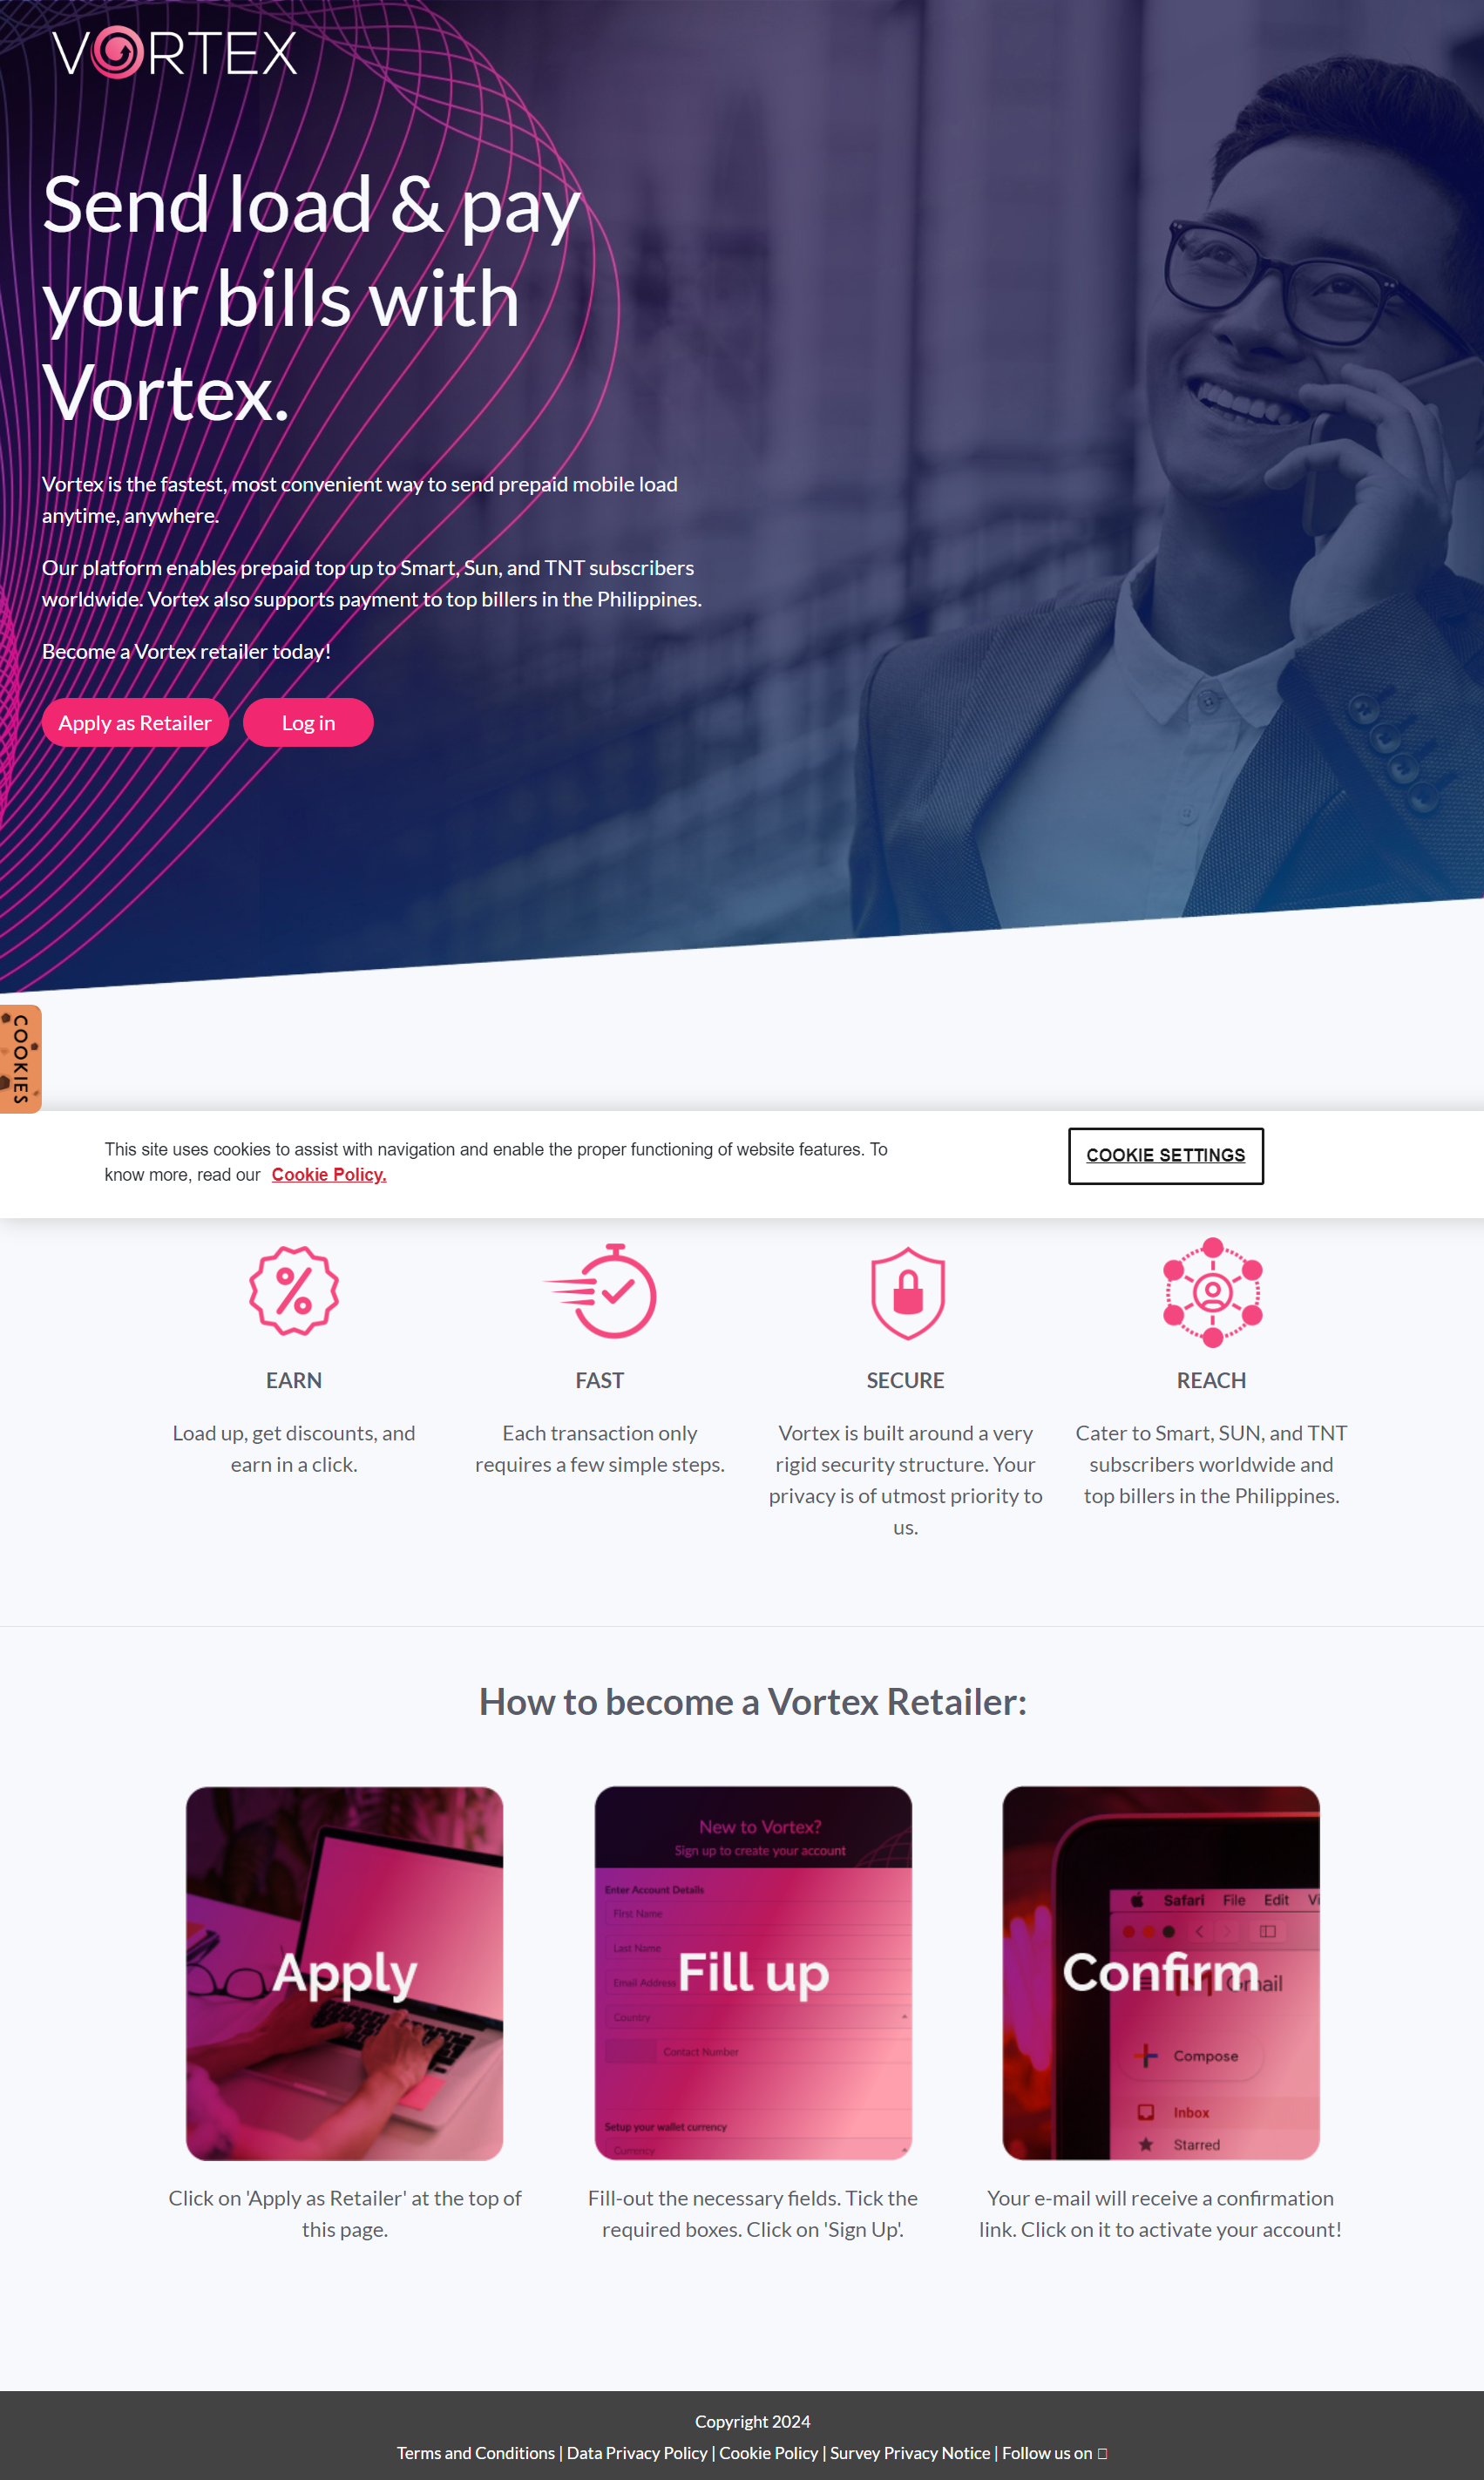 VORTEX
Send load & pay
your bills with
Vortex.
Vortex is the fastest, most convenient way to send prepaid mobile load
anytime, anywhere.
Our platform enables prepaid top up to Smart, Sun, and TNT subscribers
worldwide. Vortex also supports payment to top billers in the Philippines.
Become a Vortex retailer today!
Apply as Retailer
Log in
COOKIES
This site uses cookies to assist with navigation and enable the proper functioning of website features. To
know more, read our Cookie Policy.
COOKIE SETTINGS
EARN
Load up, get discounts, and
earn in a click.
FAST
Each transaction only
requires a few simple steps.
SECURE
Vortex is built around a very
rigid security structure. Your
privacy is of utmost priority to
us.
REACH
Cater to Smart, SUN, and TNT
subscribers worldwide and
top billers in the Philippines.
How to become a Vortex Retailer:
Apply
Click on 'Apply as Retailer' at the top of
this page.
New to Vortex?
Sign up to create your account
Enter Account Details
First Name
Last Name
Email Address
Fill up
Country
Contact Number
Setup your wallet currency
Currency
Fill-out the necessary fields. Tick the
required boxes. Click on 'Sign Up'.
Safari File Edit Vi
Confirm
Gmail
Compose
Inbox
Starred
Your e-mail will receive a confirmation
link. Click on it to activate your account!
Copyright 2024
Terms and Conditions | Data Privacy Policy | Cookie Policy | Survey Privacy Notice | Follow us on